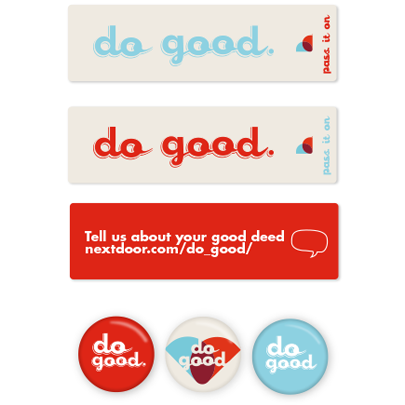 do good.
pass it on.
do good.
pass it on.
Tell us about your good deed
nextdoor.com/do_good/
do
good.
do
good
do
good